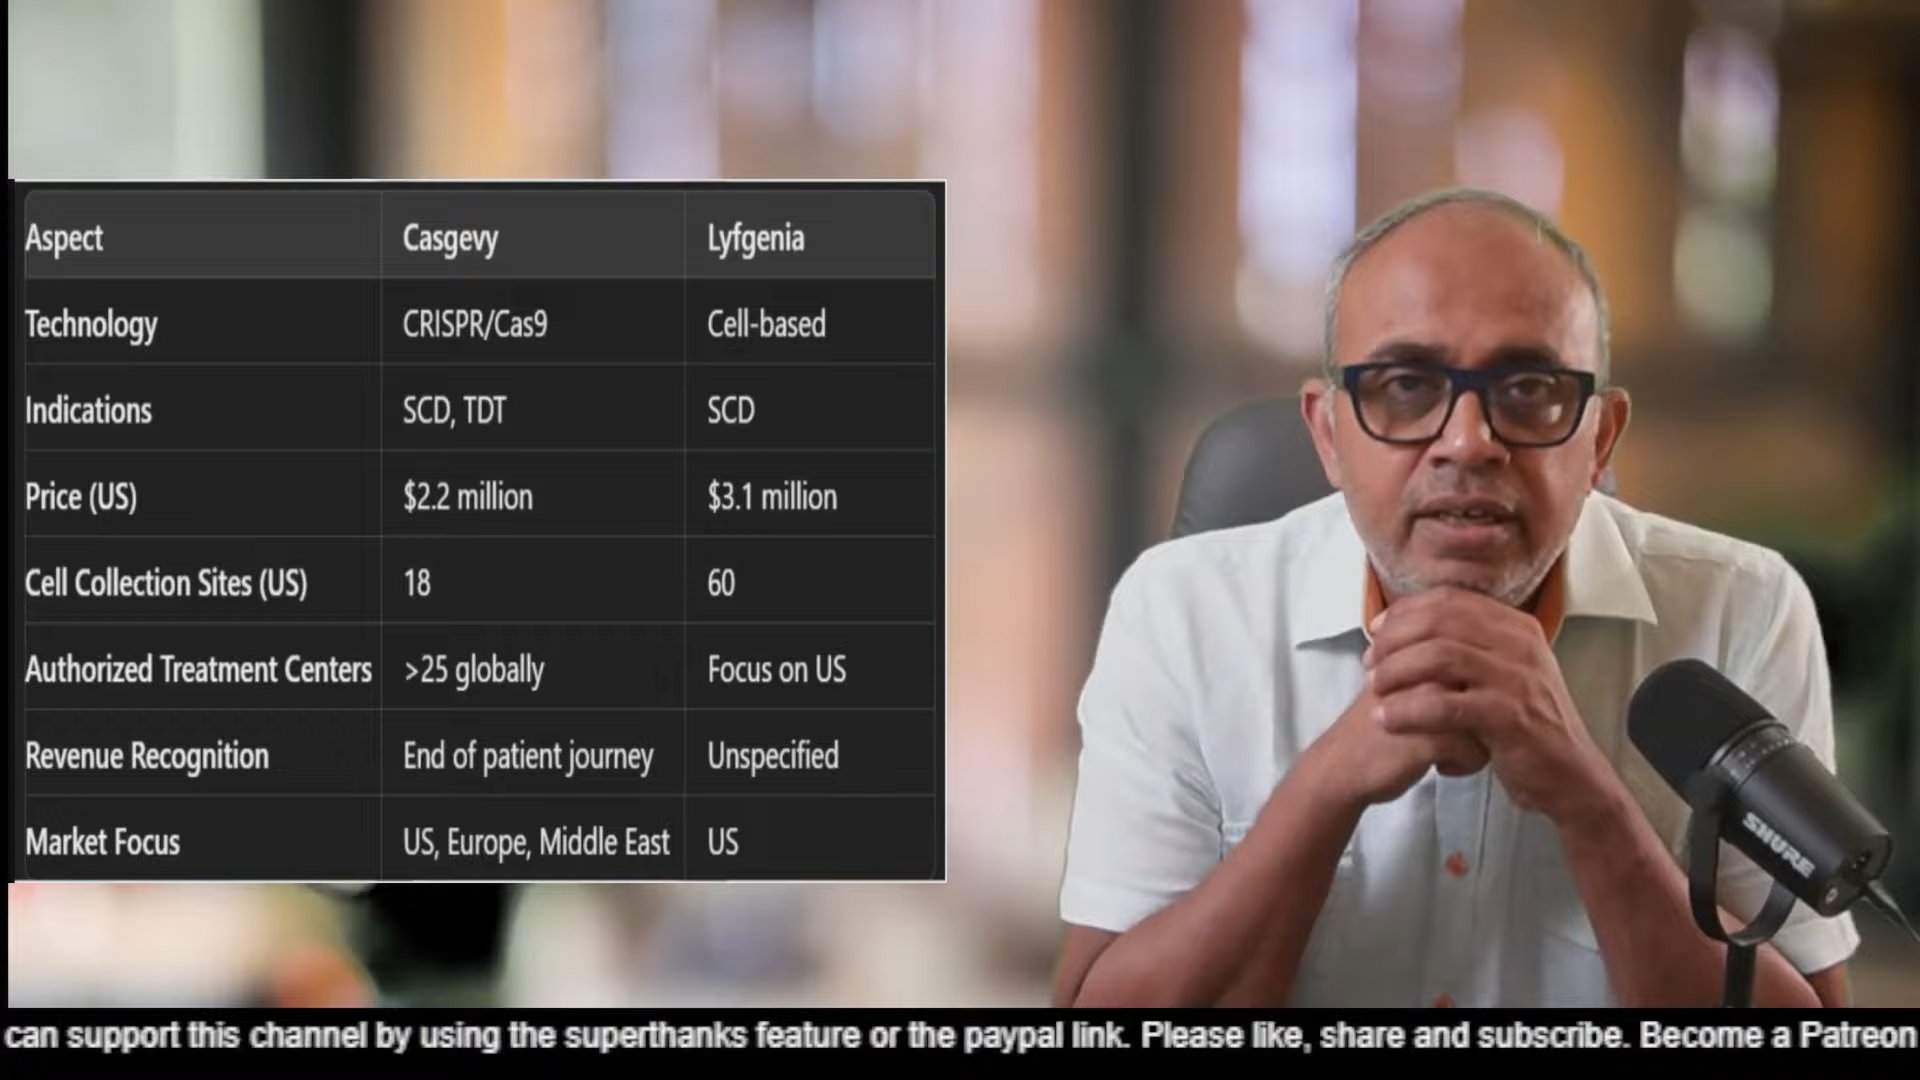 Aspect Casgevy Lyfgenia
Technology CRISPR/Cas9 Cell-based
Indications SCD, TDT SCD
Price (US) $2.2 million $3.1 million
Cell Collection Sites (US) 18 60
Authorized Treatment Centers >25 globally Focus on US
Revenue Recognition End of patient journey Unspecified
Market Focus US, Europe, Middle East US
SHURE
can support this channel by using the superthanks feature or the paypal link. Please like, share and subscribe. Become a Patreon